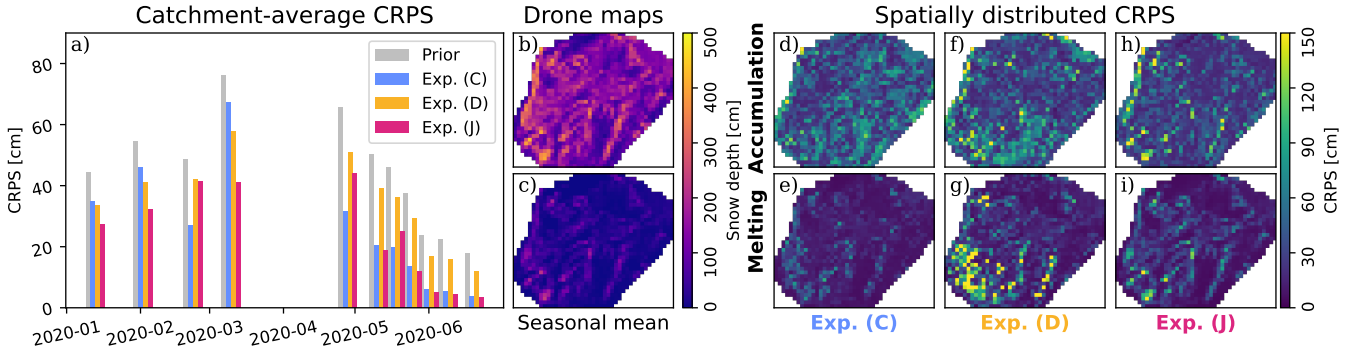 Catchment-average CRPS
a)
CRPS [cm]
80
60
40
20
0
2020-01
2020-02
2020-03
2020-04
2020-05
2020-06
Prior
Exp. (C)
Exp. (D)
Exp. (J)
Drone maps
b)
c)
Seasonal mean
500
400
300
200
100
0
Snow depth [cm]
Spatially distributed CRPS
Accumulation
Melting
d)
f)
h)
e)
g)
i)
Exp. (C)
Exp. (D)
Exp. (J)
150
120
90
60
30
0
CRPS [cm]